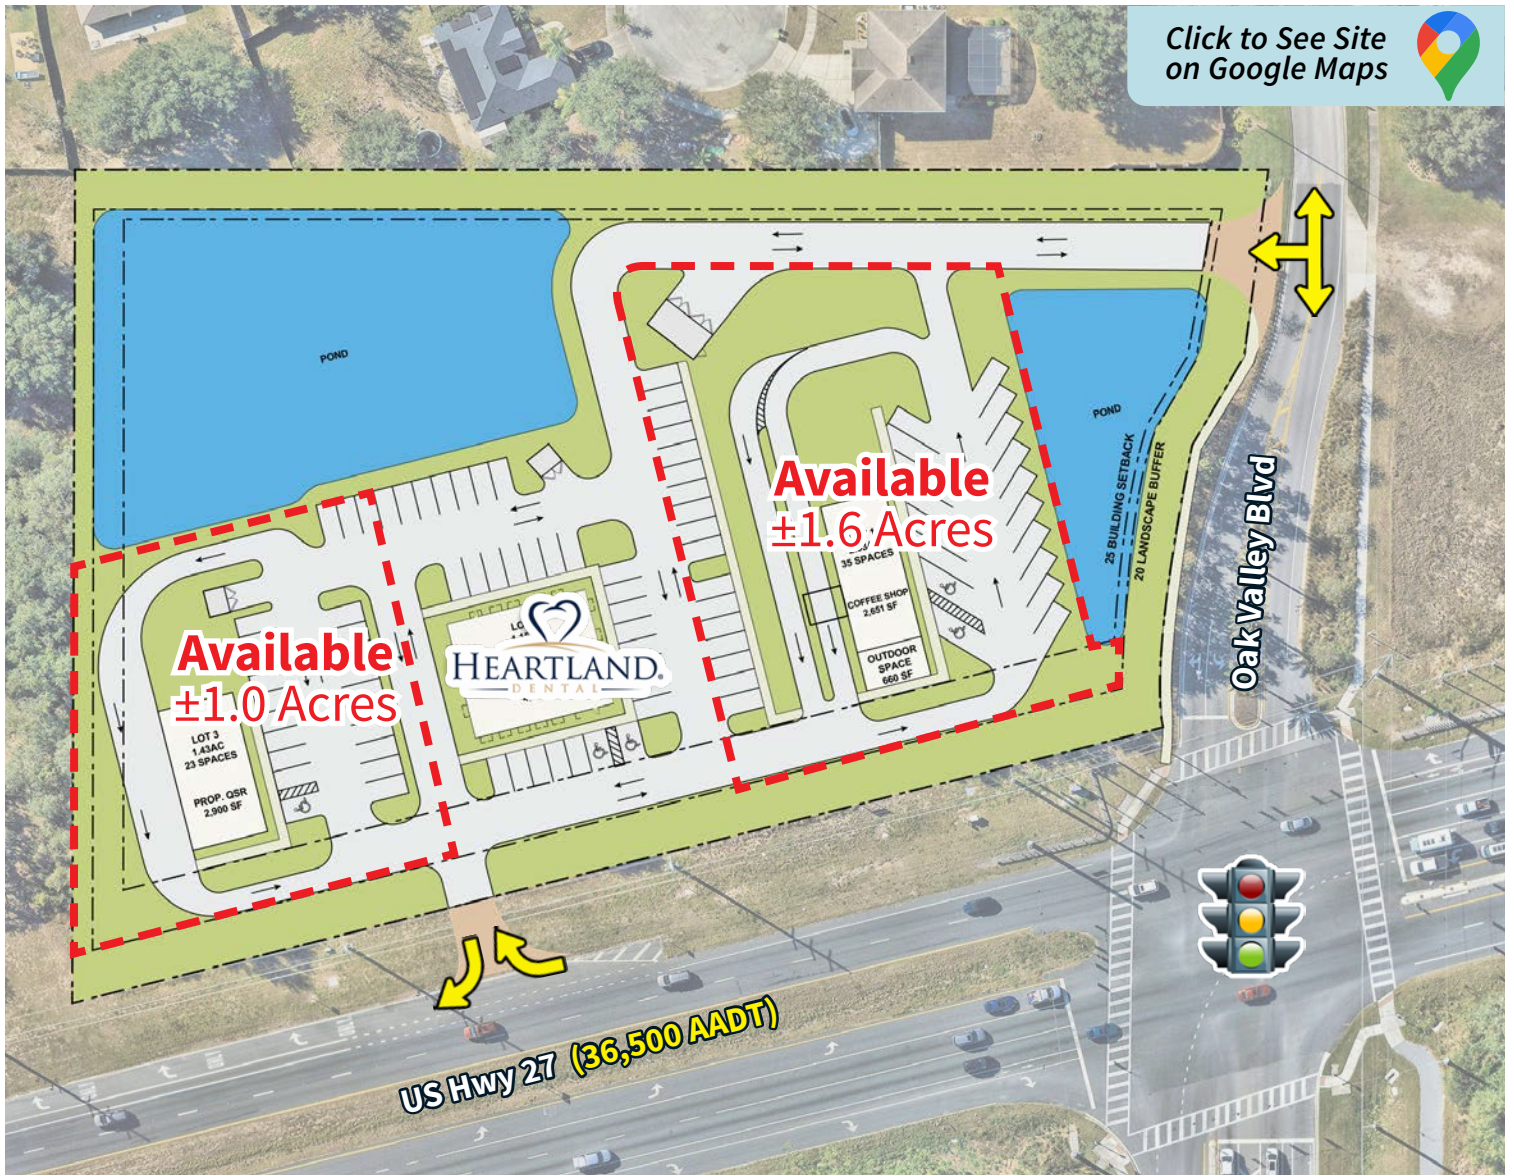 Click to See Site
on Google Maps
POND
POND
25 BUILDING SETBACK
20 LANDSCAPE BUFFER
Oak Valley Blvd
Available
±1.6 Acres
35 SPACES
COFFEE SHOP
2,651 SF
OUTDOOR
SPACE
660 SF
HEARTLAND.
DENTAL
Available
±1.0 Acres
LOT 3
1.43AC
23 SPACES
PROP. QSR
2,900 SF
US Hwy 27 (36,500 AADT)